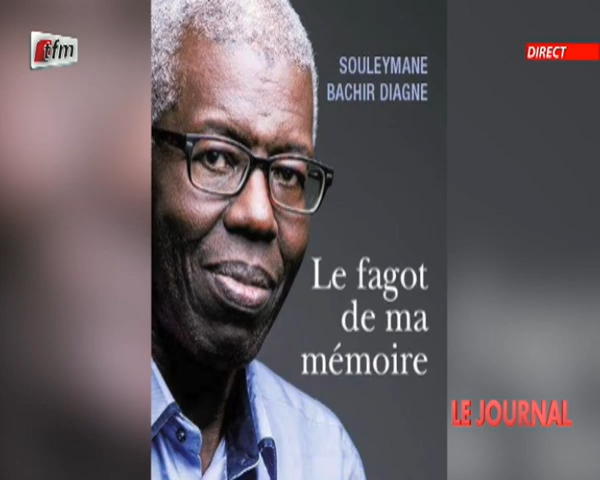 tfm
DIRECT
SOULEYMANE
BACHIR DIAGNE
Le fagot
de ma
mémoire
LE JOURNAL